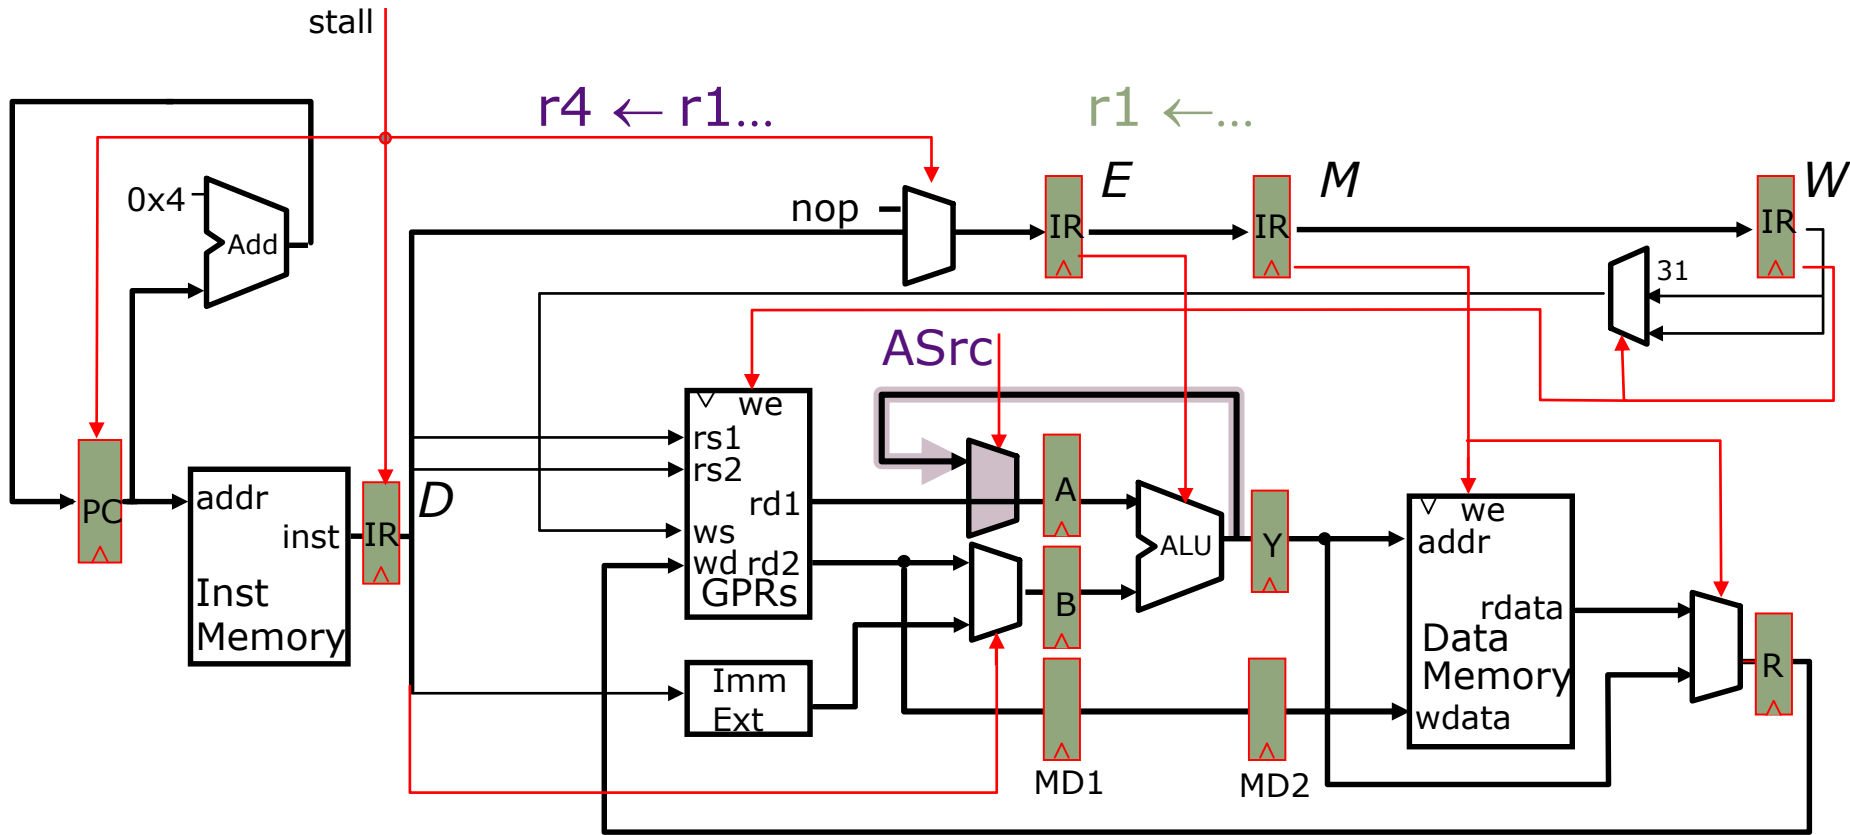 stall
r4 ← r1...
r1 ←...
E
M
W
0x4
nop
IR
IR
IR
Add
31
ASrc
we
rs1
rs2
rd1
A
PC
addr
inst
IR
D
ws
wd rd2
GPRs
ALU
Y
we
addr
Inst
Memory
B
rdata
Data
Memory
wdata
R
Imm
Ext
MD1
MD2